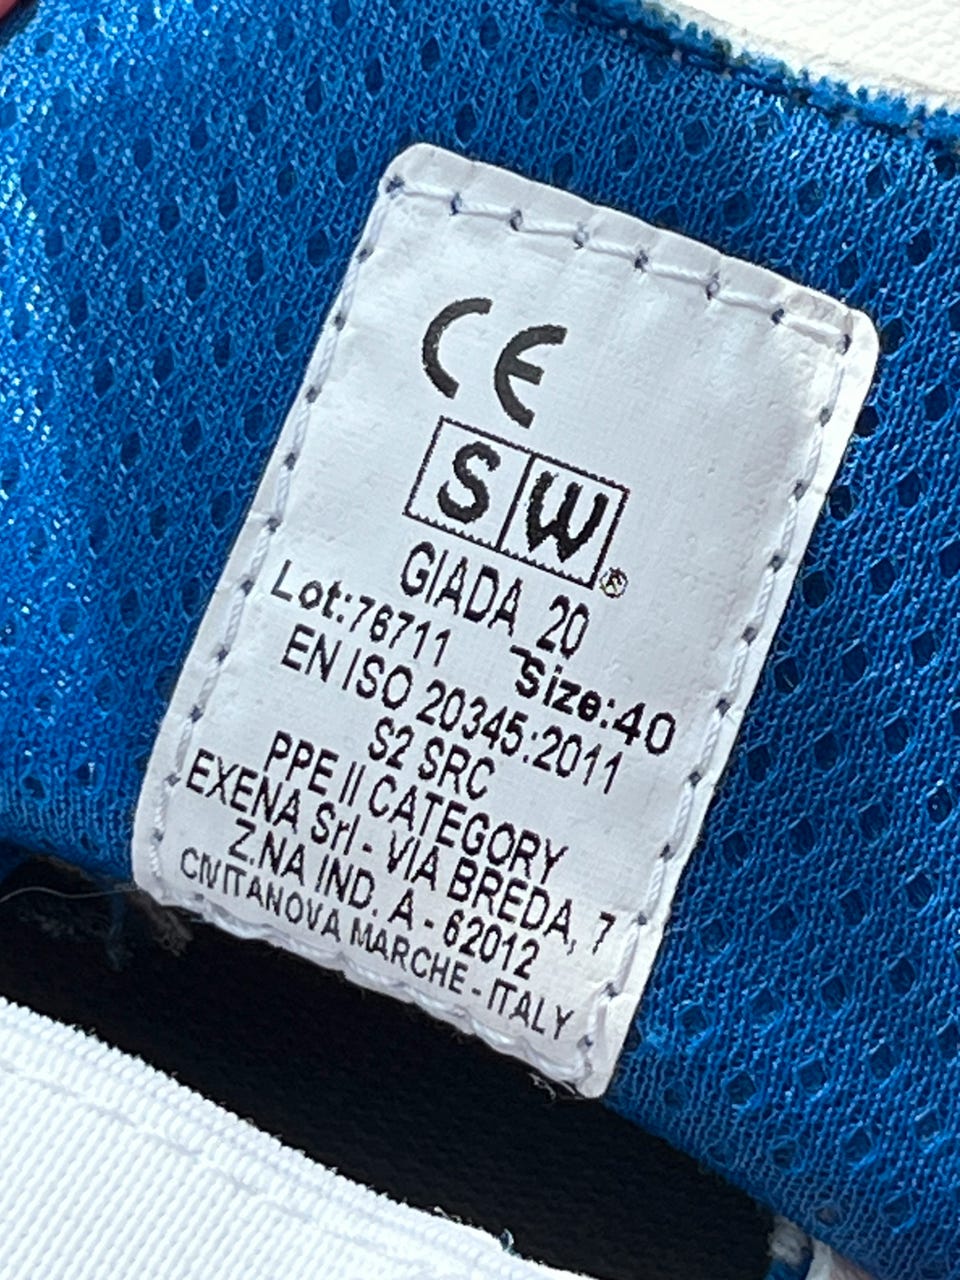 CE
SW®
GIADA_20
Lot:76711 Size:40
EN ISO 20345:2011
S2 SRC
PPE II CATEGORY
EXENA Srl - VIA BREDA, 7
Z.NA IND. A - 62012
CIVITANOVA MARCHE - ITALY